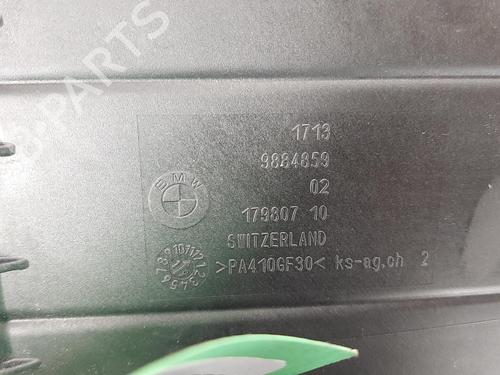 1713
9884859
02
179807 10
SWITZERLAND
>PA410GF30< ks-ag.ch 2
BMW
PARTS